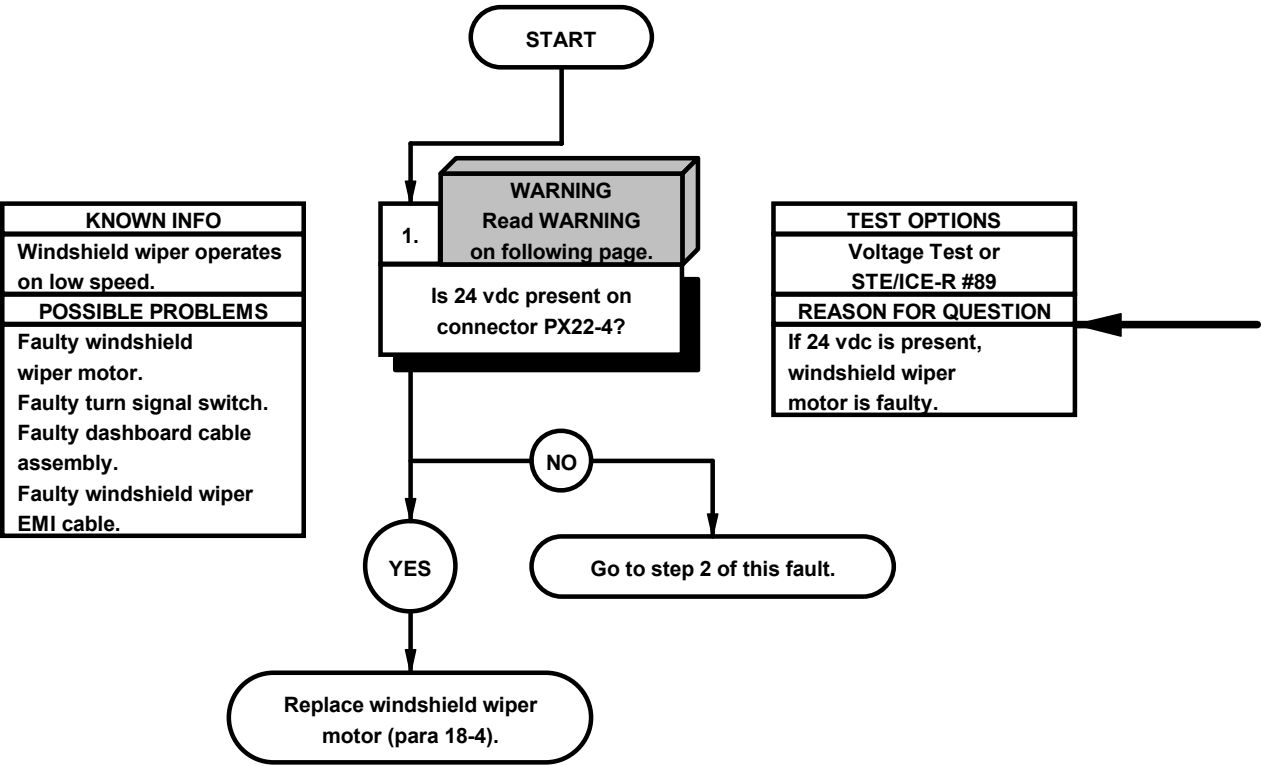 START
KNOWN INFO
Windshield wiper operates
on low speed.
POSSIBLE PROBLEMS
Faulty windshield
wiper motor.
Faulty turn signal switch.
Faulty dashboard cable
assembly.
Faulty windshield wiper
EMI cable.
1.
WARNING
Read WARNING
on following page.
Is 24 vdc present on
connector PX22-4?
TEST OPTIONS
Voltage Test or
STE/ICE-R #89
REASON FOR QUESTION
If 24 vdc is present,
windshield wiper
motor is faulty.
NO
YES
Go to step 2 of this fault.
Replace windshield wiper
motor (para 18-4).